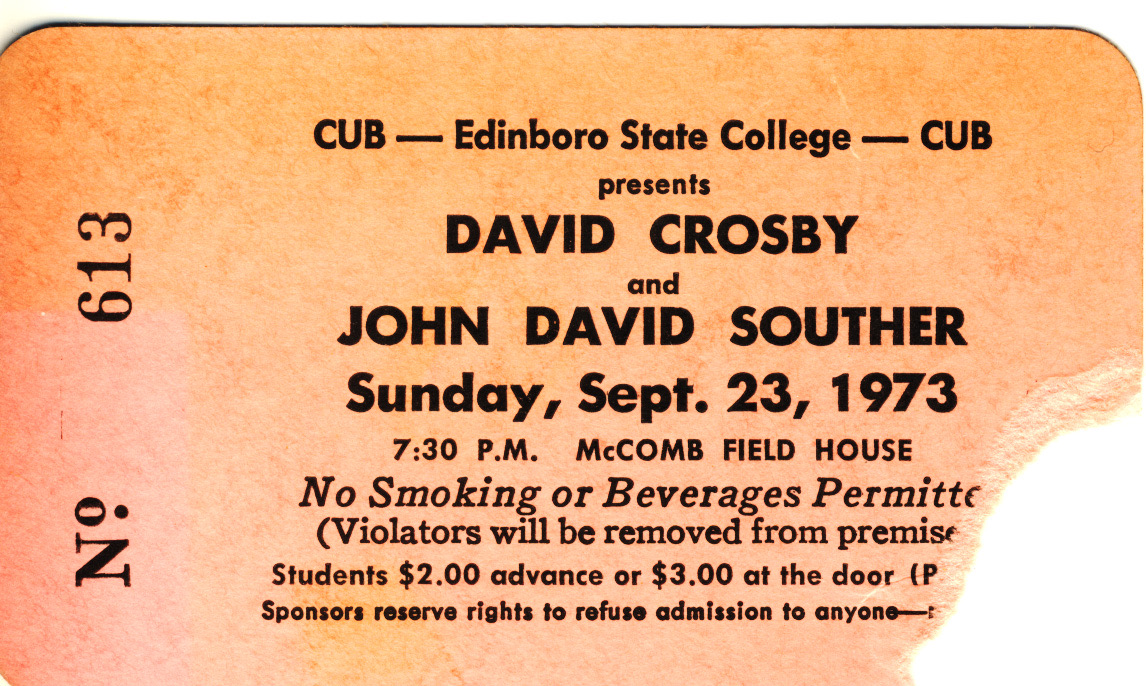 CUB — Edinboro State College — CUB
presents
DAVID CROSBY
and
JOHN DAVID SOUTHER
Sunday, Sept. 23, 1973
7:30 P.M. McCOMB FIELD HOUSE
No Smoking or Beverages Permitte
(Violators will be removed from premise
Students $2.00 advance or $3.00 at the door (P
Sponsors reserve rights to refuse admission to anyone—
No. 613